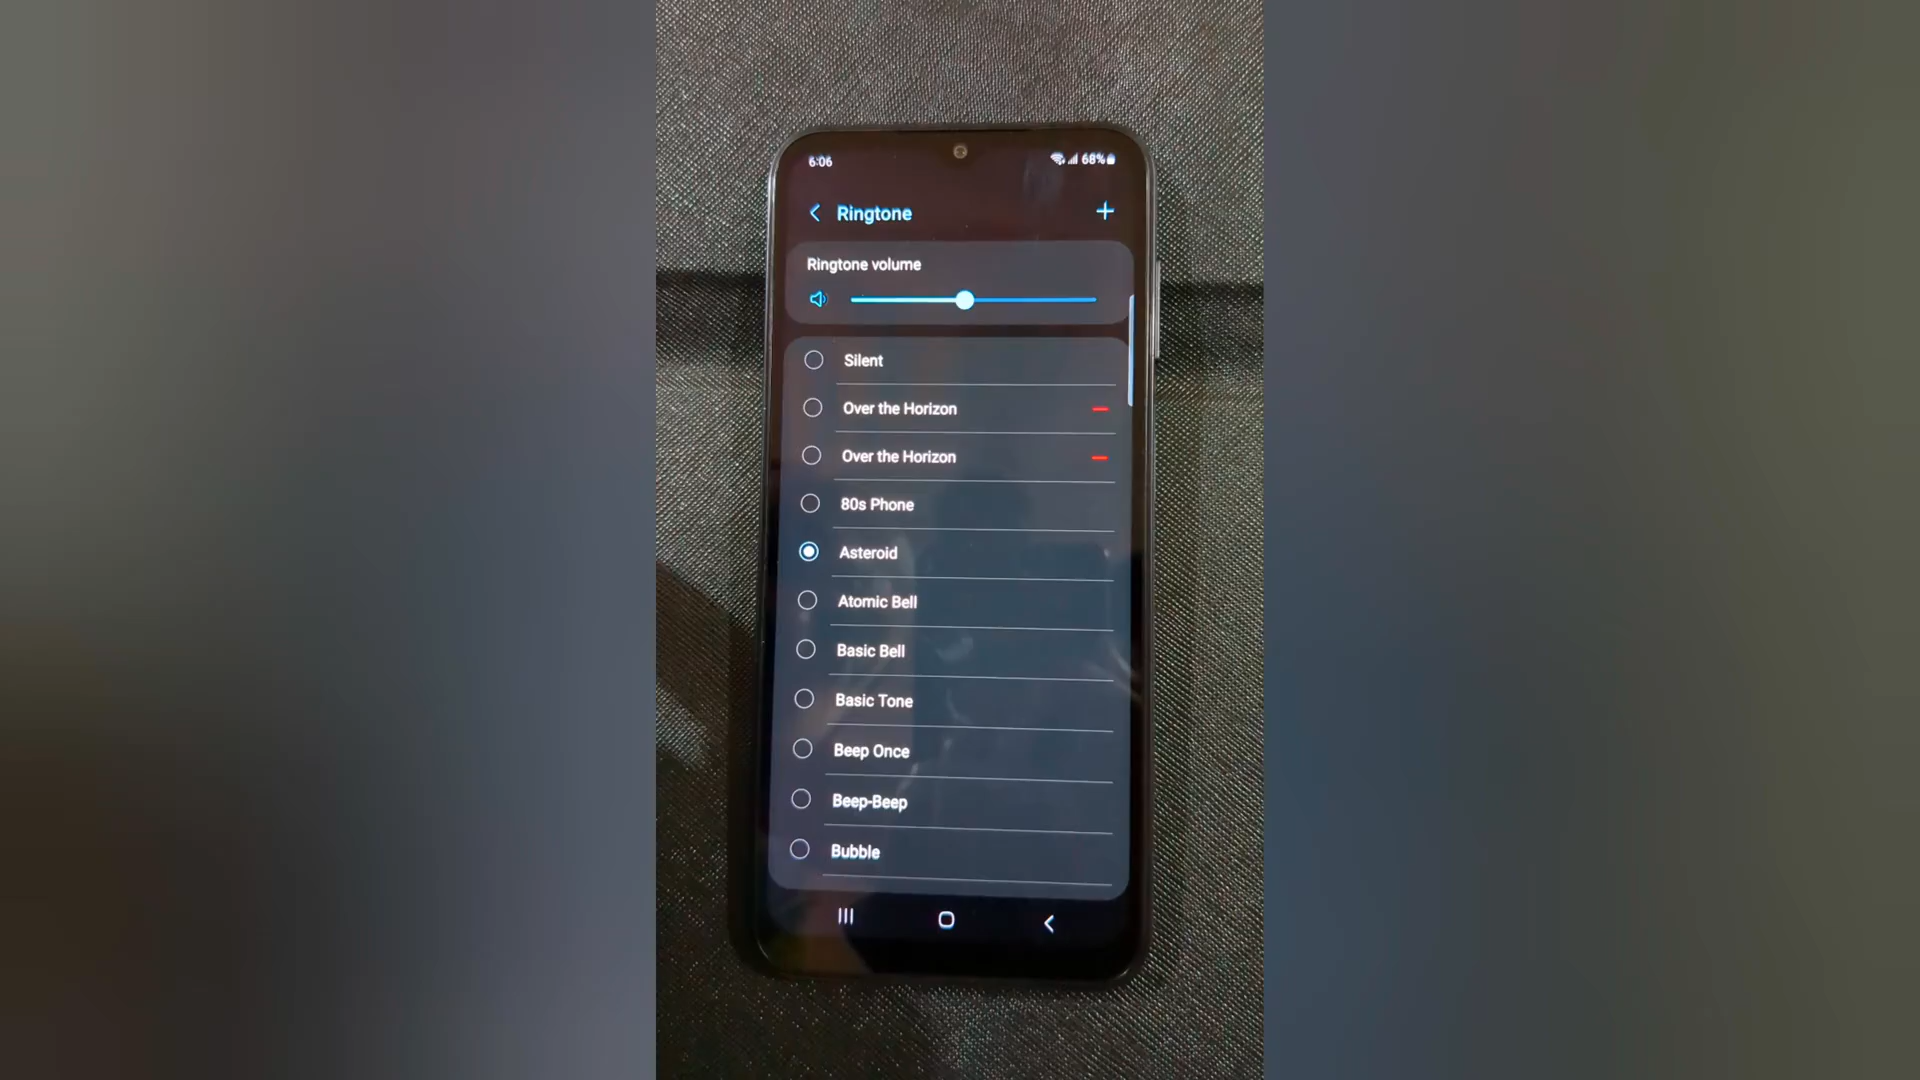 6:06
68%
Ringtone
Ringtone volume
Silent
Over the Horizon
Over the Horizon
80s Phone
Asteroid
Atomic Bell
Basic Bell
Basic Tone
Beep Once
Beep-Beep
Bubble